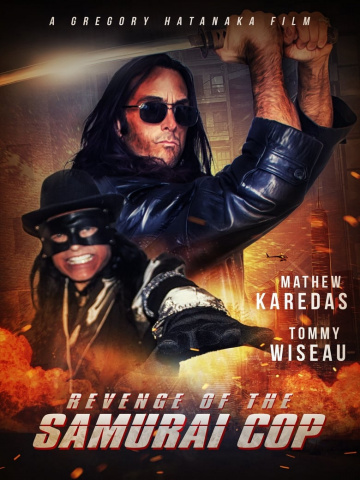 A GREGORY HATANAKA FILM
MATHEW
KAREDAS
TOMMY
WISEAU
REVENGE OF THE
SAMURAI COP